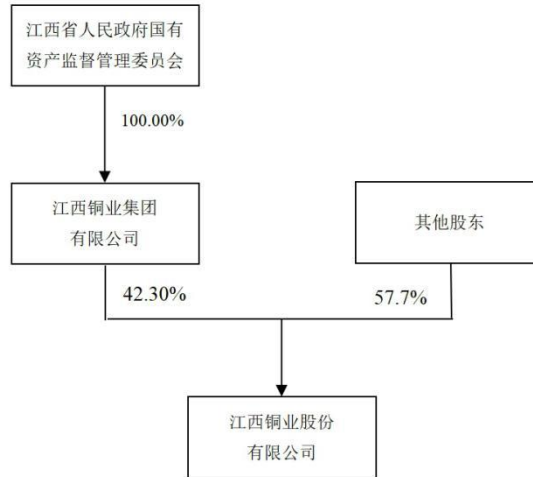 江西省人民政府国有
资产监督管理委员会
100.00%
江西铜业集团
有限公司
其他股东
42.30%
57.7%
江西铜业股份
有限公司